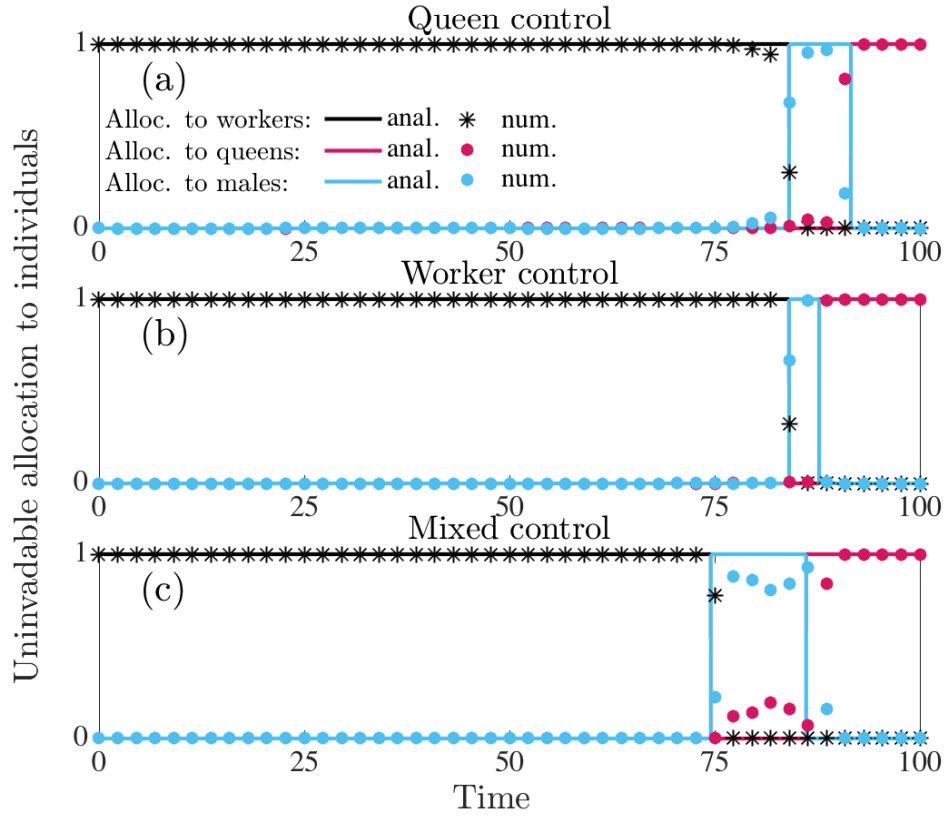 Queen control
1
(a)
Alloc. to workers: anal. num.
Alloc. to queens: anal. num.
Alloc. to males: anal. num.
0
0 25 50 75 100
Worker control
1
(b)
0
0 25 50 75 100
Mixed control
1
(c)
0
0 25 50 75 100
Time
Uninvadable allocation to individuals